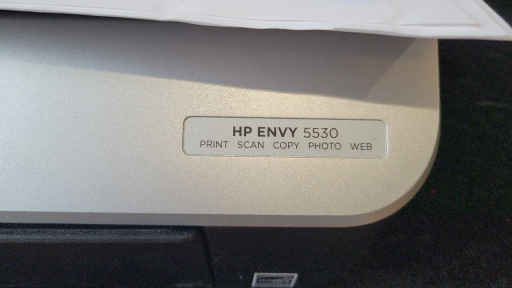 HP ENVY 5530
PRINT SCAN COPY PHOTO WEB